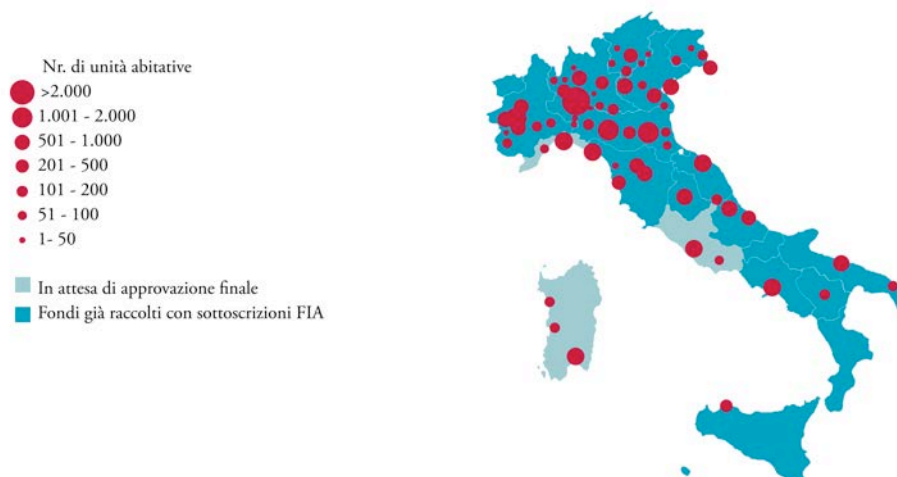 Nr. di unità abitative
>2.000
1.001 - 2.000
501 - 1.000
201 - 500
101 - 200
51 - 100
1- 50
In attesa di approvazione finale
Fondi già raccolti con sottoscrizioni FIA